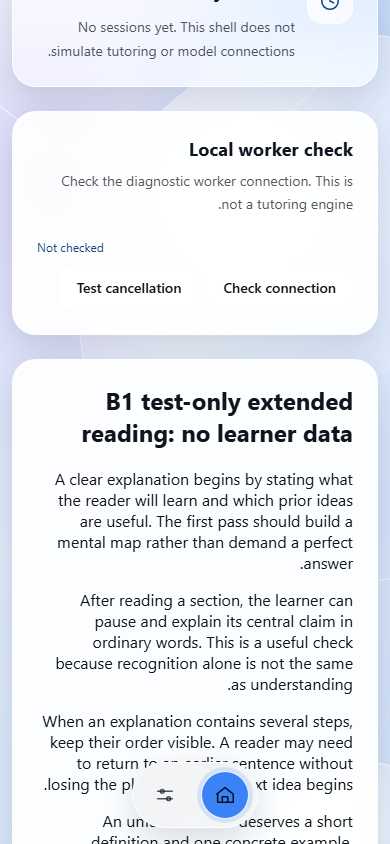 No sessions yet. This shell does not
.simulate tutoring or model connections
Local worker check
Check the diagnostic worker connection. This is
.not a tutoring engine
Not checked
Test cancellation
Check connection
B1 test-only extended
reading: no learner data
A clear explanation begins by stating what
the reader will learn and which prior ideas
are useful. The first pass should build a
mental map rather than demand a perfect
.answer
After reading a section, the learner can
pause and explain its central claim in
ordinary words. This is a useful check
because recognition alone is not the same
.as understanding
When an explanation contains several steps,
keep their order visible. A reader may need
to return to an earlier sentence without
.losing the idea begins
An deserves a short
definition and one concrete example.